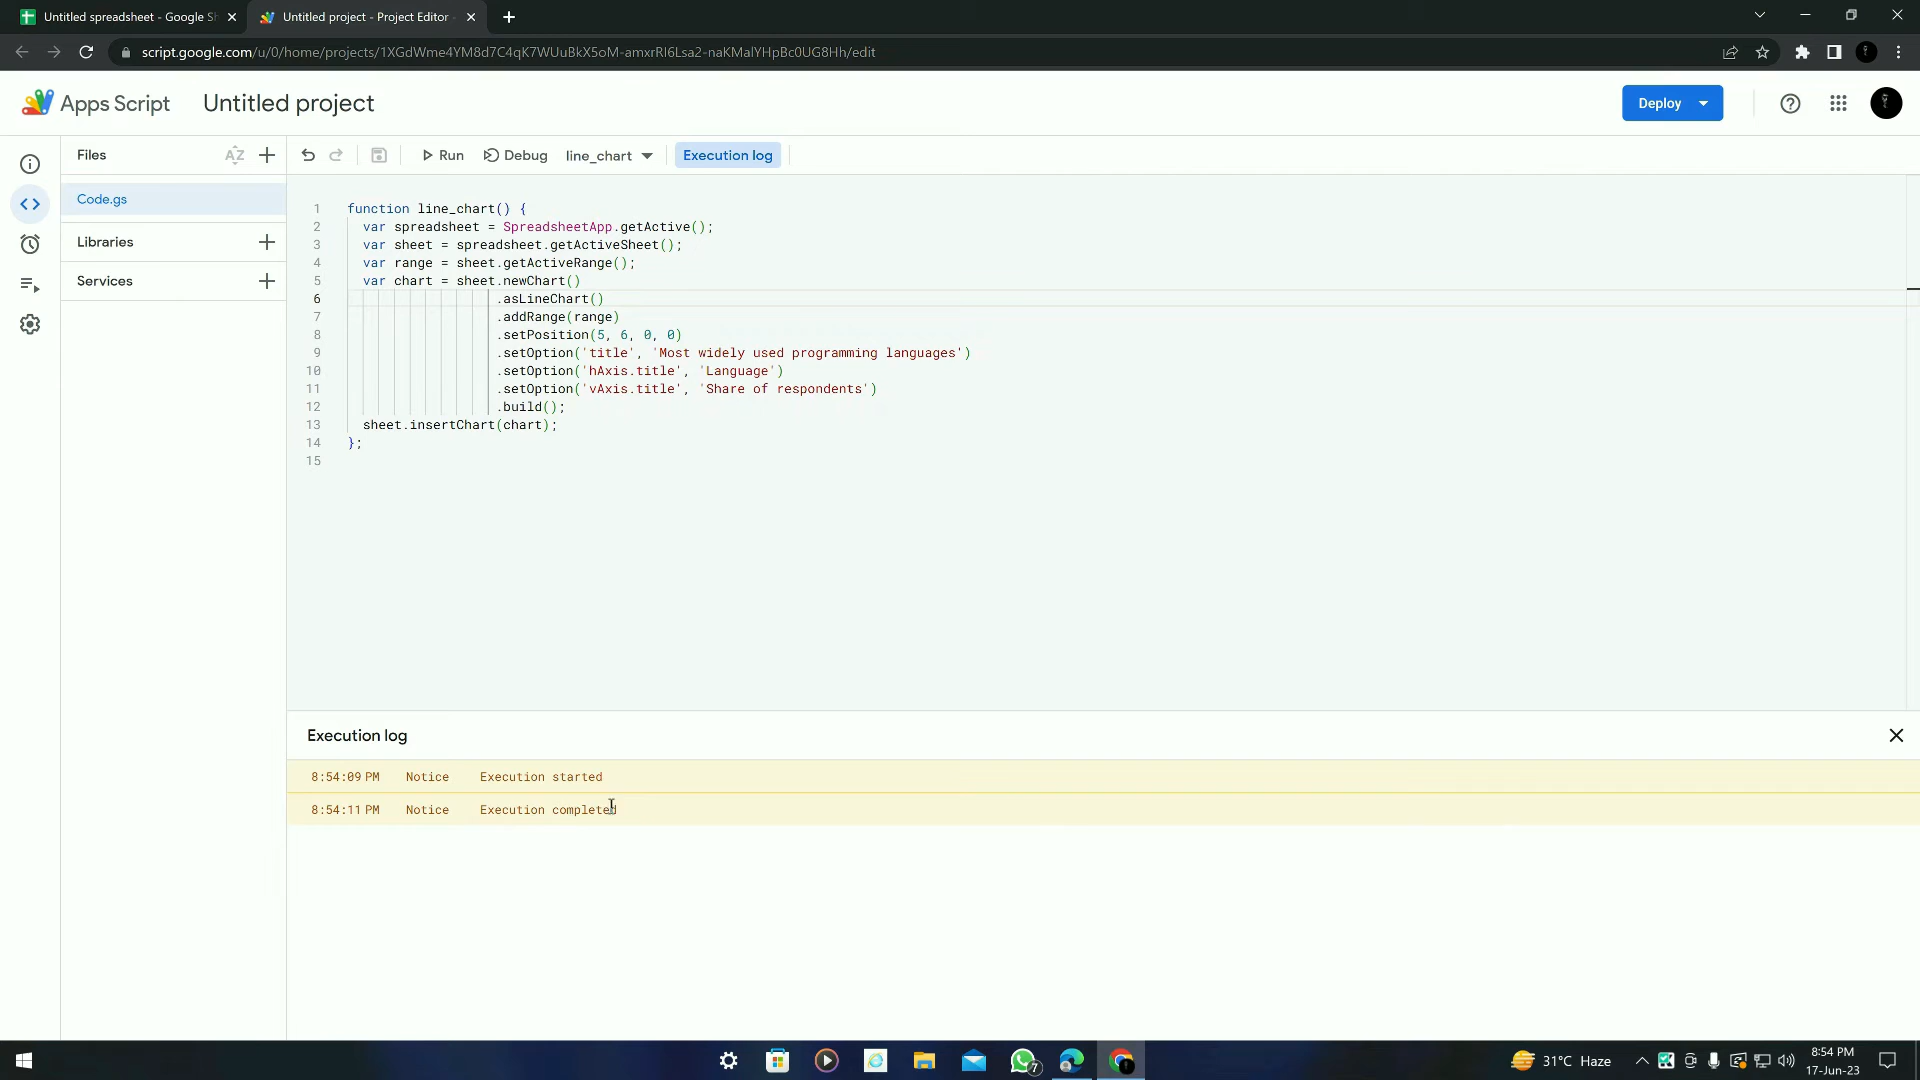 Untitled spreadsheet - Google Sh
Untitled project - Project Editor -
script.google.com/u/0/home/projects/1XGdWme4YM8d7C4qK7WUuBkX5oM-amxrRl6Lsa2-naKMalYHpBc0UG8Hh/edit
Apps Script
Untitled project
Deploy
Files
AZ
Run
Debug
line_chart
Execution log
Code.gs
Libraries
Services
1 function line_chart() {
2 var spreadsheet = SpreadsheetApp.getActive();
3 var sheet = spreadsheet.getActiveSheet();
4 var range = sheet.getActiveRange();
5 var chart = sheet.newChart()
6 .asLineChart()
7 .addRange(range)
8 .setPosition(5, 6, 0, 0)
9 .setOption('title', 'Most widely used programming languages')
10 .setOption('hAxis.title', 'Language')
11 .setOption('vAxis.title', 'Share of respondents')
12 .build();
13 sheet.insertChart(chart);
14 };
15
Execution log
8:54:09 PM Notice Execution started
8:54:11 PM Notice Execution completed
7
31°C Haze
8:54 PM
17-Jun-23